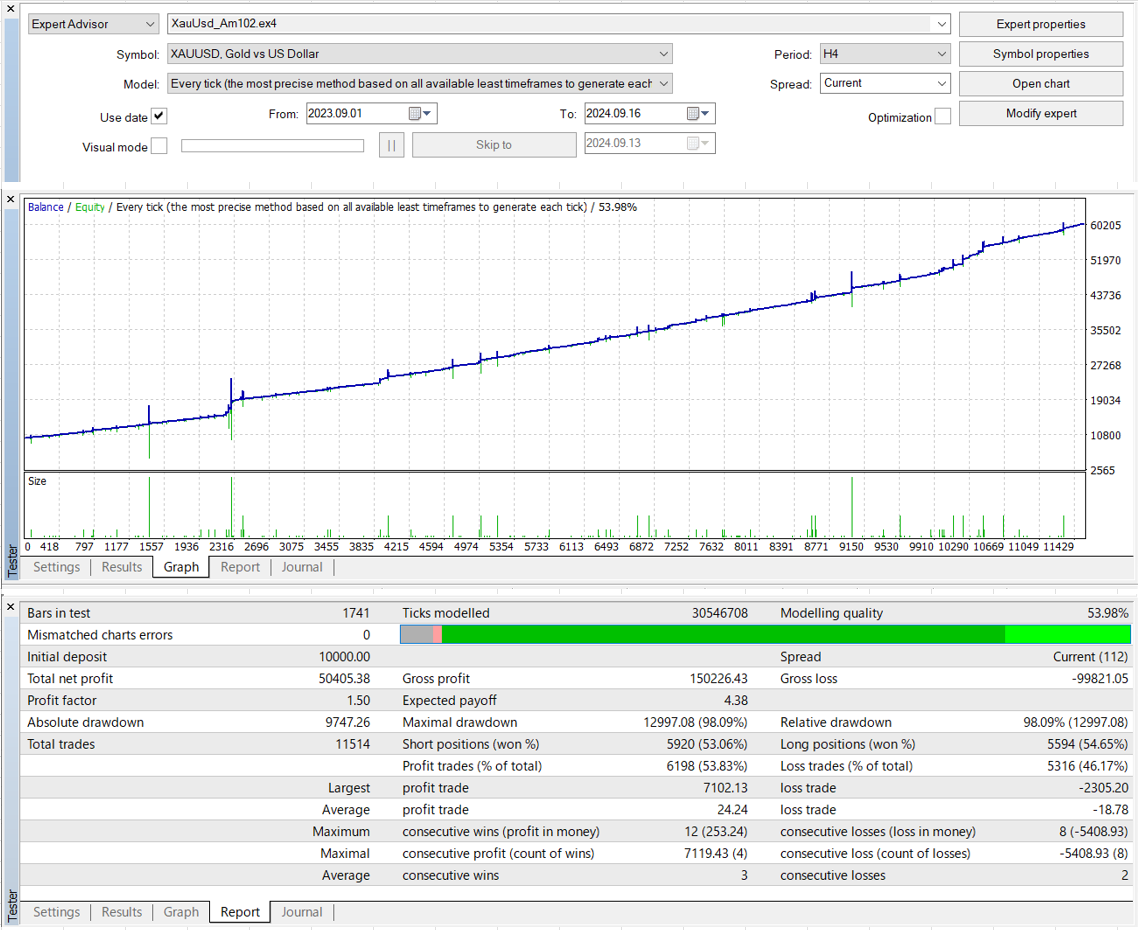 Expert Advisor XauUsd_Am102.ex4 Expert properties
Symbol: XAUUSD, Gold vs US Dollar Period: H4 Symbol properties
Model: Every tick (the most precise method based on all available least timeframes to generate eacł Spread: Current Open chart
Use date From: 2023.09.01 To: 2024.09.16 Optimization Modify expert
Visual mode Skip to 2024.09.13
Balance / Equity / Every tick (the most precise method based on all available least timeframes to generate each tick) / 53.98%
60205
51970
43736
35502
27268
19034
10800
2565
Size
0 418 797 1177 1557 1936 2316 2696 3075 3455 3835 4215 4594 4974 5354 5733 6113 6493 6872 7252 7632 8011 8391 8771 9150 9530 9910 10290 10669 11049 11429
Tester
Settings Results Graph Report Journal
Bars in test 1741 Ticks modelled 30546708 Modelling quality 53.98%
Mismatched charts errors 0
Initial deposit 10000.00 Spread Current (112)
Total net profit 50405.38 Gross profit 150226.43 Gross loss -99821.05
Profit factor 1.50 Expected payoff 4.38
Absolute drawdown 9747.26 Maximal drawdown 12997.08 (98.09%) Relative drawdown 98.09% (12997.08)
Total trades 11514 Short positions (won %) 5920 (53.06%) Long positions (won %) 5594 (54.65%)
Profit trades (% of total) 6198 (53.83%) Loss trades (% of total) 5316 (46.17%)
Largest profit trade 7102.13 loss trade -2305.20
Average profit trade 24.24 loss trade -18.78
Maximum consecutive wins (profit in money) 12 (253.24) consecutive losses (loss in money) 8 (-5408.93)
Maximal consecutive profit (count of wins) 7119.43 (4) consecutive loss (count of losses) -5408.93 (8)
Average consecutive wins 3 consecutive losses 2
Tester
Settings Results Graph Report Journal